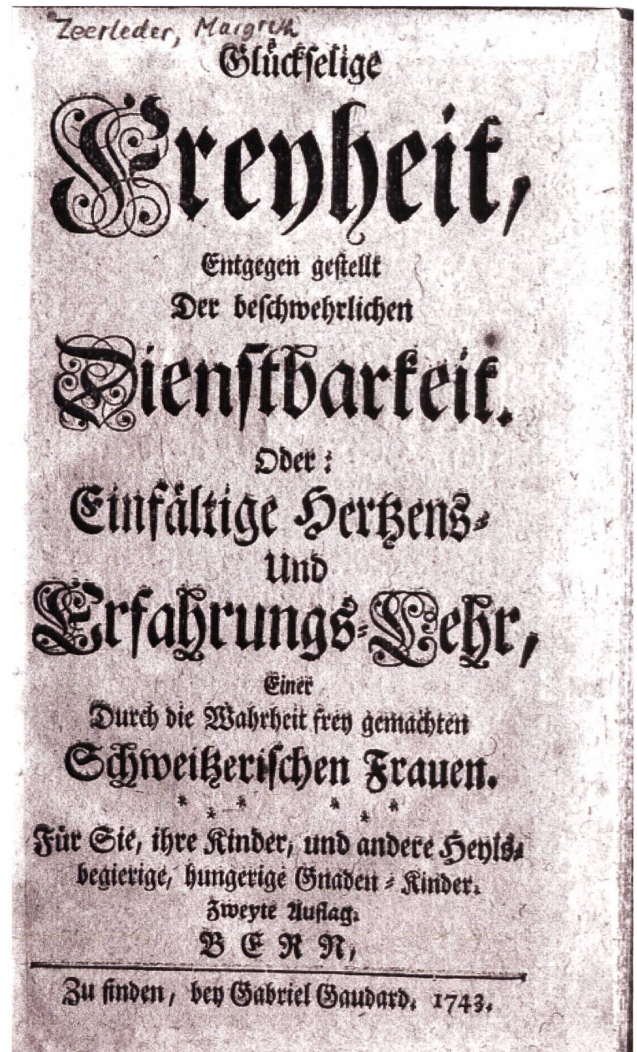 Zeerleder, Margreth
Glückselige
Freyheit,
Entgegen gestellt
Der beschwehrlichen
Dienstbarkeit.
Oder:
Einfältige Hertzens-
Und
Erfahrungs-Lehr,
Einer
Durch die Wahrheit frey gemachten
Schweitzerischen Frauen.
* * * * * *
Für Sie, ihre Kinder, und andere Heyls-
begierige, hungerige Gnaden-Kinder.
Zweyte Auflag.
BERN,
Zu finden, bey Gabriel Gaudard. 1743.